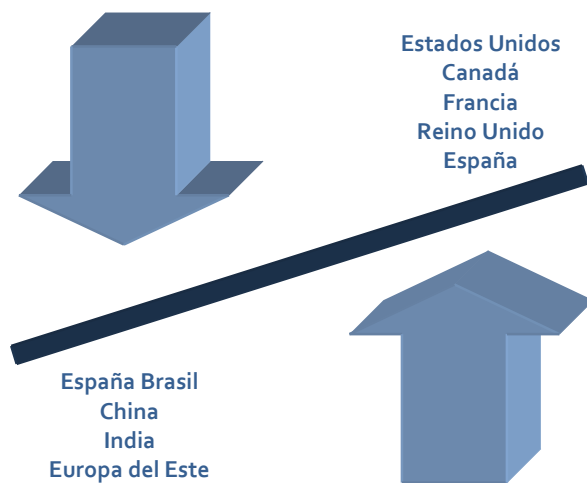 Estados Unidos
Canadá
Francia
Reino Unido
España
España Brasil
China
India
Europa del Este